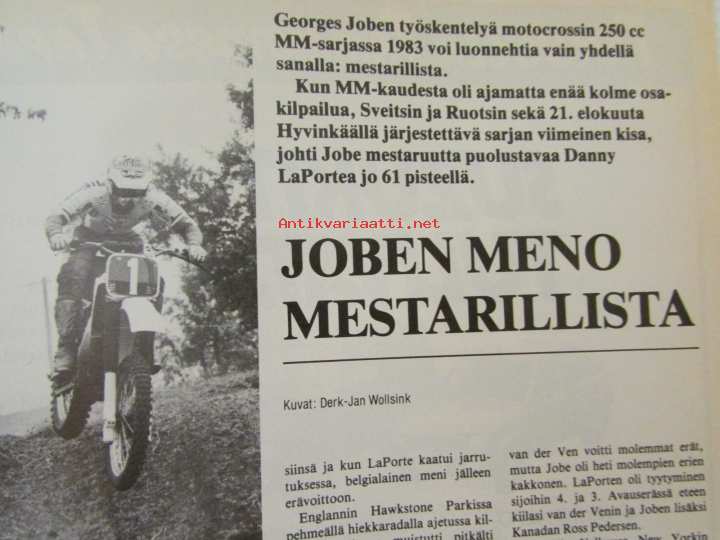 Georges Joben työskentelyä motocrossin 250 cc
MM-sarjassa 1983 voi luonnehtia vain yhdellä
sanalla: mestarillista.
Kun MM-kaudesta oli ajamatta enää kolme osa-
kilpailua, Sveitsin ja Ruotsin sekä 21. elokuuta
Hyvinkäällä järjestettävä sarjan viimeinen kisa,
johti Jobe mestaruutta puolustavaa Danny
LaPortea jo 61 pisteellä.
Antikvariaatti.net
JOBEN MENO
MESTARILLISTA
1
Kuvat: Derk-Jan Wollsink
siinsä ja kun LaPorte kaatui jarru-
tuksessa, belgialainen meni jälleen
erävoittoon.
Englannin Hawkstone Parkissa
pehmeällä hiekkaradalla ajetussa kil-
muistutti pitkälti
van der Ven voitti molemmat erät,
mutta Jobe oli heti molempien erien
kakkonen. LaPorten oli tyytyminen
sijoihin 4. ja 3. Avauserässä eteen
kiilasi van der Venin ja Joben lisäksi
Kanadan Ross Pedersen.
New Yorkin